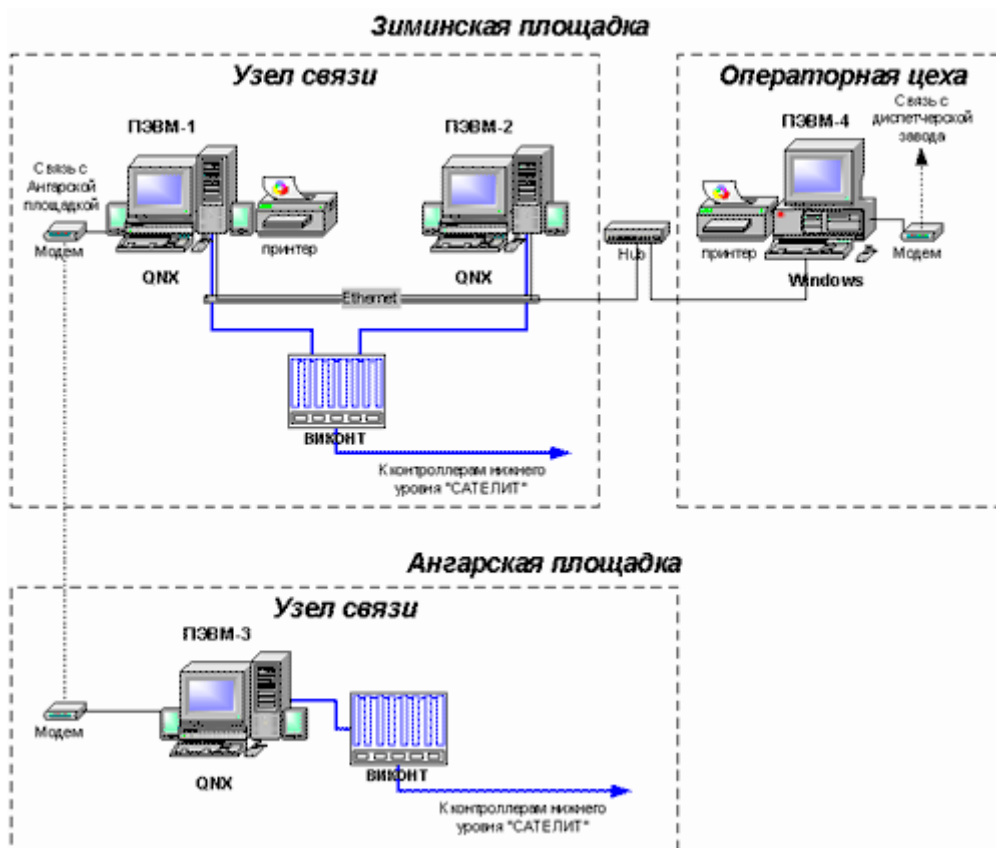 Зиминская площадка
Узел связи
Операторная цеха
ПЭВМ-1
ПЭВМ-2
ПЭВМ-4
Связь с
диспетчерской
завода
Связь с
Ангарской
площадкой
Модем
принтер
QNX
QNX
Hub
принтер
Модем
Windows
Ethernet
ВИКОНТ
К контроллерам нижнего
уровня "САТЕЛИТ"
Ангарская площадка
Узел связи
ПЭВМ-3
Модем
QNX
ВИКОНТ
К контроллерам нижнего
уровня "САТЕЛИТ"